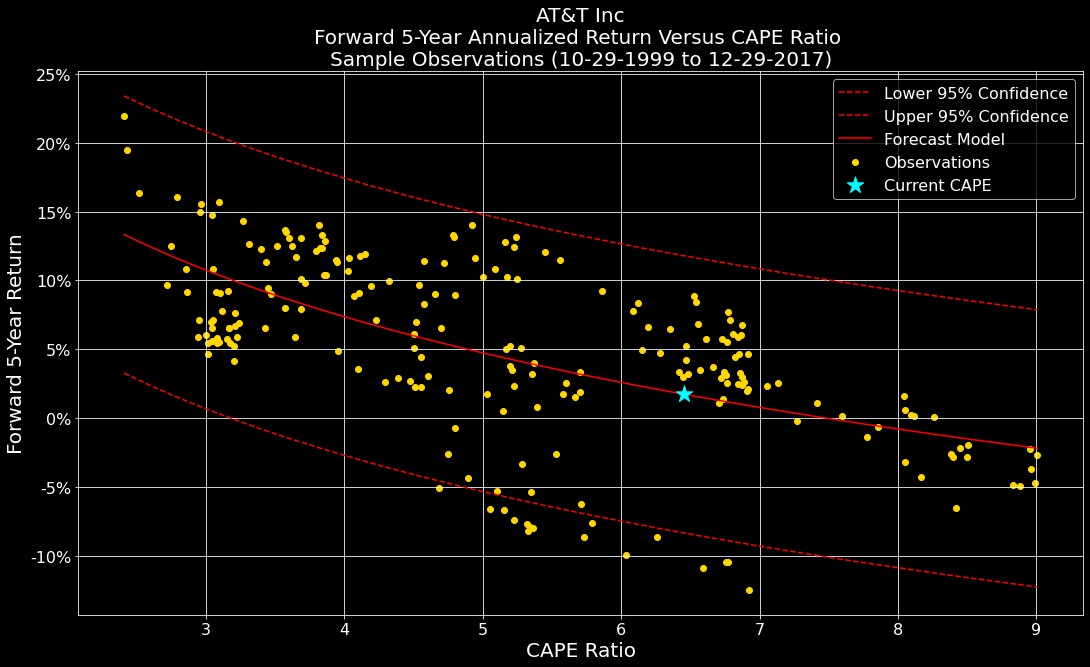 AT&T Inc
Forward 5-Year Annualized Return Versus CAPE Ratio
Sample Observations (10-29-1999 to 12-29-2017)
25%
20%
15%
10%
5%
0%
-5%
-10%
Forward 5-Year Return
Lower 95% Confidence
Upper 95% Confidence
Forecast Model
Observations
Current CAPE
3 4 5 6 7 8 9
CAPE Ratio